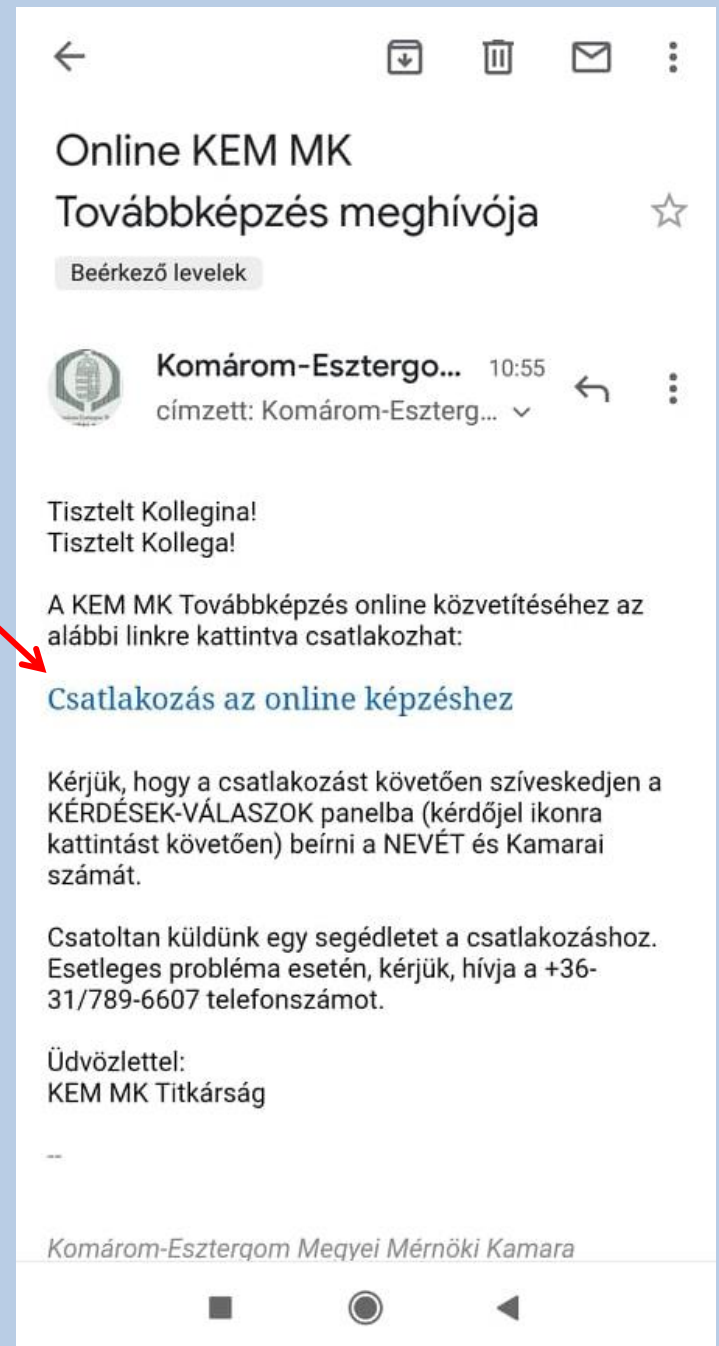 Online KEM MK
Továbbképzés meghívója
Beérkező levelek
Komárom-Esztergo... 10:55
címzett: Komárom-Eszterg...
Tisztelt Kollegina!
Tisztelt Kollega!
A KEM MK Továbbképzés online közvetítéséhez az
alábbi linkre kattintva csatlakozhat:
Csatlakozás az online képzéshez
Kérjük, hogy a csatlakozást követően szíveskedjen a
KÉRDÉSEK-VÁLASZOK panelba (kérdőjel ikonra
kattintást követően) beírni a NEVÉT és Kamarai
számát.
Csatoltan küldünk egy segédletet a csatlakozáshoz.
Esetleges probléma esetén, kérjük, hívja a +36-
31/789-6607 telefonszámot.
Üdvözlettel:
KEM MK Titkárság
--
Komárom-Esztergom Megyei Mérnöki Kamara